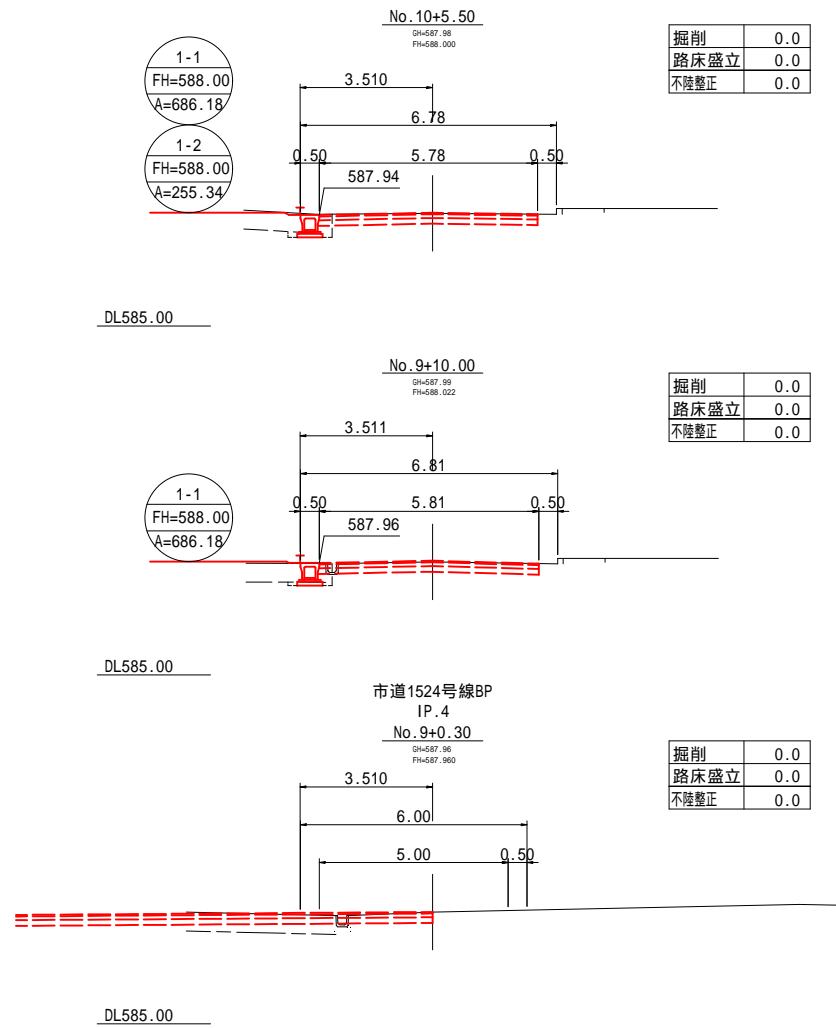 No.10+5.50
GH=587.98
FH=588.000
掘削 0.0
路床盛立 0.0
不陸整正 0.0
1-1
FH=588.00
A=686.18
1-2
FH=588.00
A=255.34
3.510
6.78
0.50 5.78 0.50
587.94
DL585.00
No.9+10.00
GH=587.99
FH=588.022
掘削 0.0
路床盛立 0.0
不陸整正 0.0
1-1
FH=588.00
A=686.18
3.511
6.81
0.50 5.81 0.50
587.96
DL585.00
市道1524号線BP
IP.4
No.9+0.30
GH=587.96
FH=587.960
掘削 0.0
路床盛立 0.0
不陸整正 0.0
3.510
6.00
5.00 0.50
DL585.00